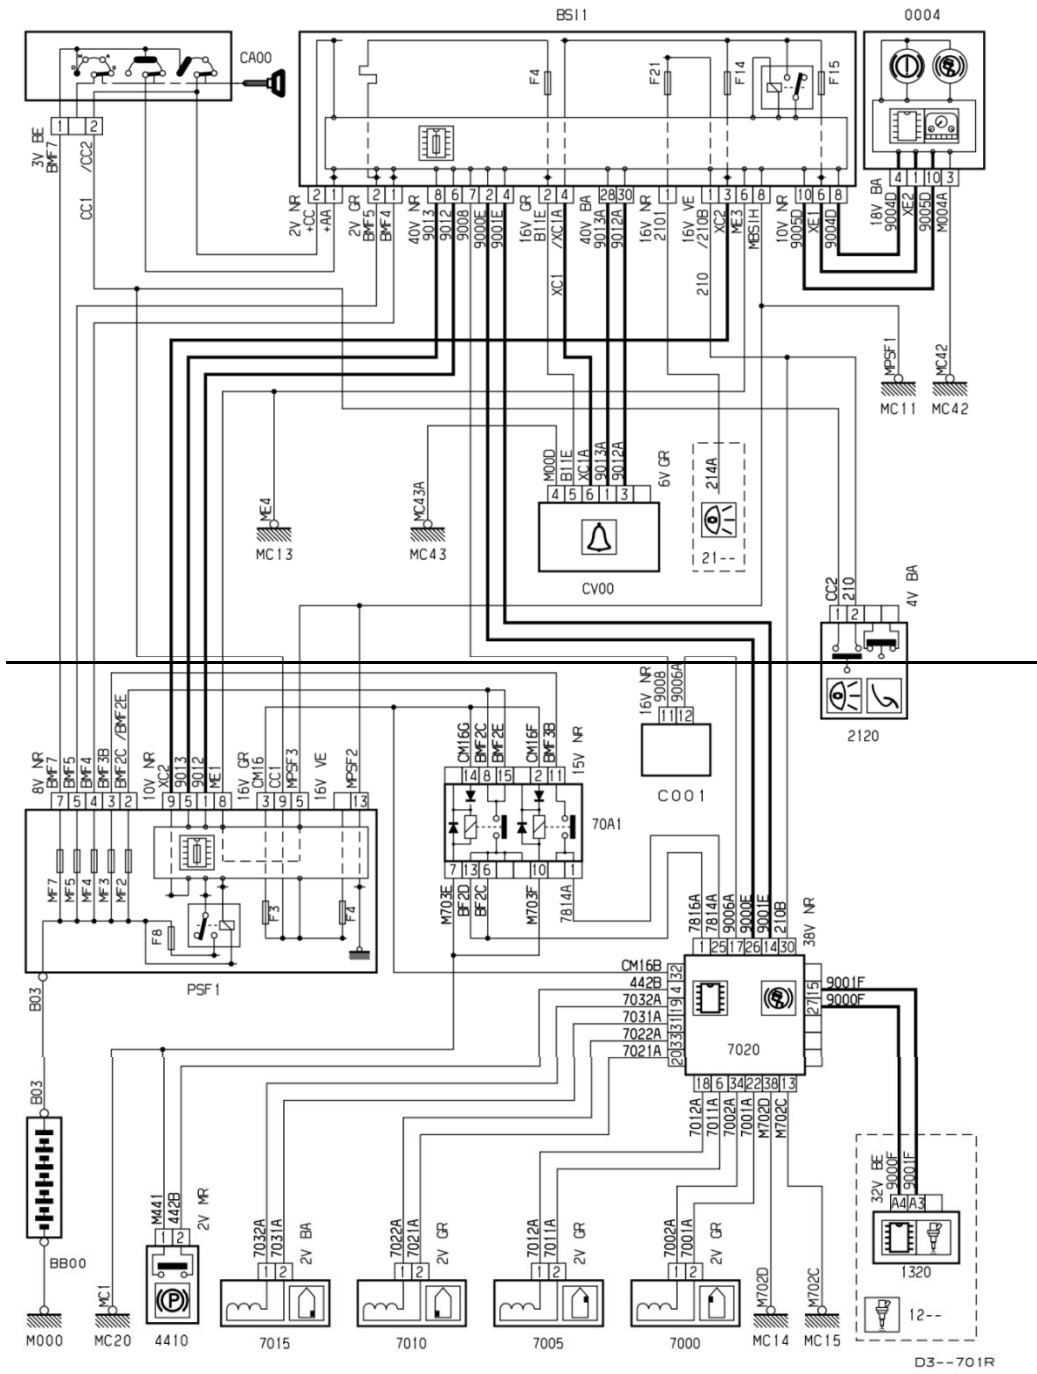 BSI1
0004
CA00
M A
D S
F4
F21
F14
F15
1 2
3V BE
BMF7
/CC2
CC1
2 1 2 1 8 6 7 2 4 2 4 28 30 1 1 3 6 8 10 6 8
4 1 10 3
2V NR
+CC
+AA
2V GR
BMF5
BMF4
40V NR
9013
9012
9008
9000E
9001E
16V GR
B11E
/XC1A
40V BA
9013A
9012A
16V NR
2101
16V VE
/210B
XC2
ME3
MBSIH
10V NR
9005D
XE1
9004D
18V BA
9004D
XE2
9005D
M004A
XC1
210
MPSF1
MC42
MC11
MC42
M00D
B11E
XC1A
9013A
9012A
6V GR
4 5 6 1 3
214A
MC43A
ME4
MC13
MC43
CV00
21--
CC2
210
4V BA
1 2
2120
16V NR
9008
9006A
11 12
C001
8V NR
BMF7
BMF5
BMF4
BMF3B
BMF2C /BMF2E
10V NR
XC2
9013
9012
ME1
16V GR
CM16
CC1
MPSF3
16V VE
MPSF2
7 5 4 3 2 9 5 1 8 3 9 5 13
CM16G
BMF2C
BMF2E
CM16F
BMF3B
15V NR
14 8 15 2 11
70A1
7 13 6 10 1
M703E
BF2D
BF2C
M703F
7814A
MF7
MF5
MF4
MF3
MF2
F8
F3
F4
PSF1
7816A
7814A
9006A
9000E
9001E
210B
38V NR
1 25 17 26 14 30
CM16B 32
442B 4
7032A 19
7031A 31
7022A 33
7021A 20
15 9001F
27 9000F
7020
18 6 34 22 38 13
7012A
7011A
7002A
7001A
M702D
M702C
B03
B03
BB00
M000
MC1
MC20
M441
442B
2V MR
1 2
4410
7032A
7031A
2V BA
1 2
7015
7022A
7021A
2V GR
1 2
7010
7012A
7011A
2V GR
1 2
7005
7002A
7001A
2V GR
1 2
7000
M702D
MC14
M702C
MC15
32V BE
9000F
9001F
A4 A3
1320
12--
D3--701R